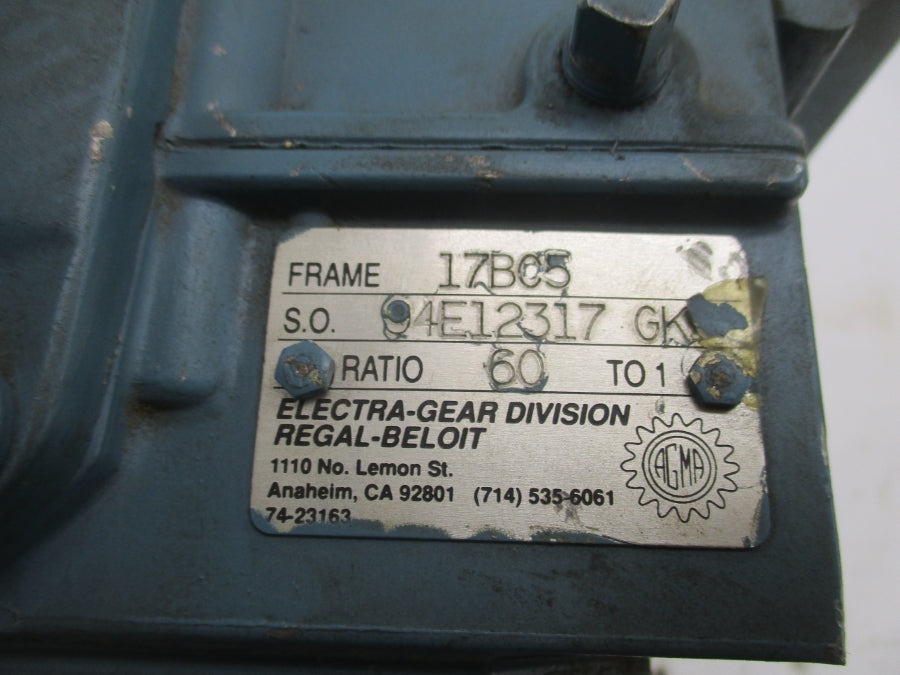 FRAME 17BC5
S.O. 94E12317 GK
RATIO 60 TO 1
ELECTRA-GEAR DIVISION
REGAL-BELOIT
AGMA
1110 No. Lemon St.
Anaheim, CA 92801 (714) 535-6061
74-23163